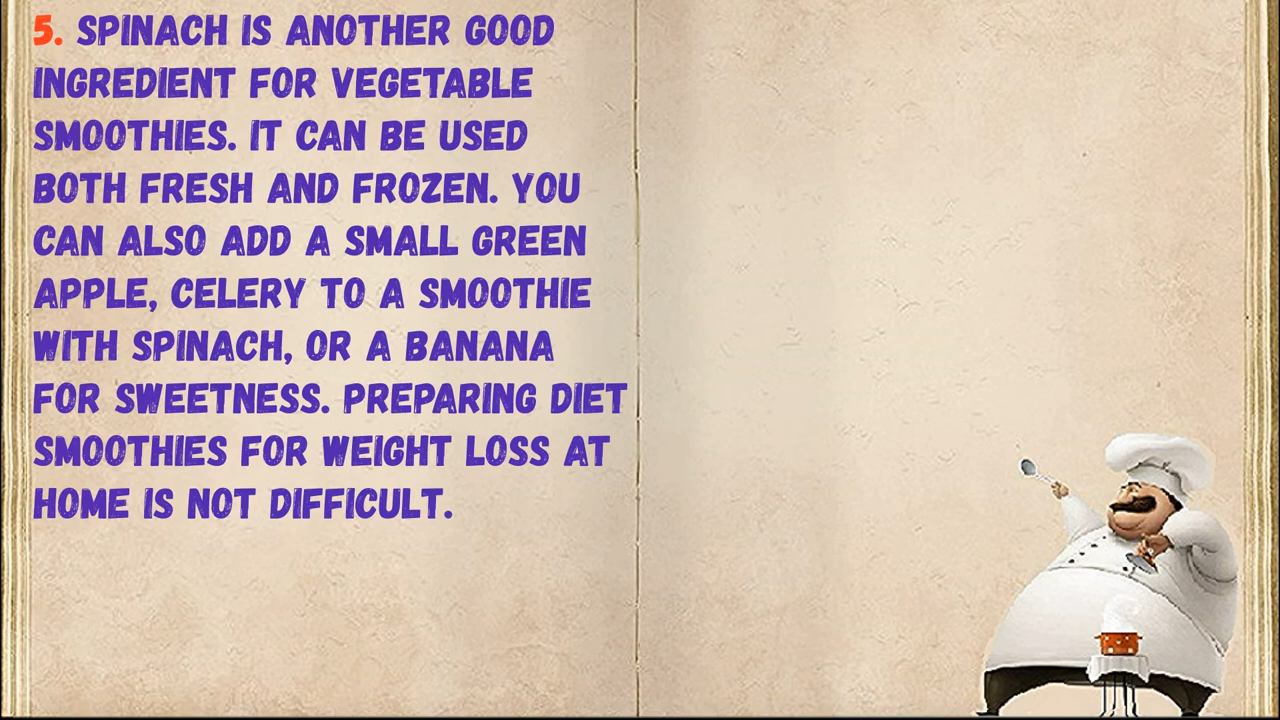 5. SPINACH IS ANOTHER GOOD
INGREDIENT FOR VEGETABLE
SMOOTHIES. IT CAN BE USED
BOTH FRESH AND FROZEN. YOU
CAN ALSO ADD A SMALL GREEN
APPLE, CELERY TO A SMOOTHIE
WITH SPINACH, OR A BANANA
FOR SWEETNESS. PREPARING DIET
SMOOTHIES FOR WEIGHT LOSS AT
HOME IS NOT DIFFICULT.